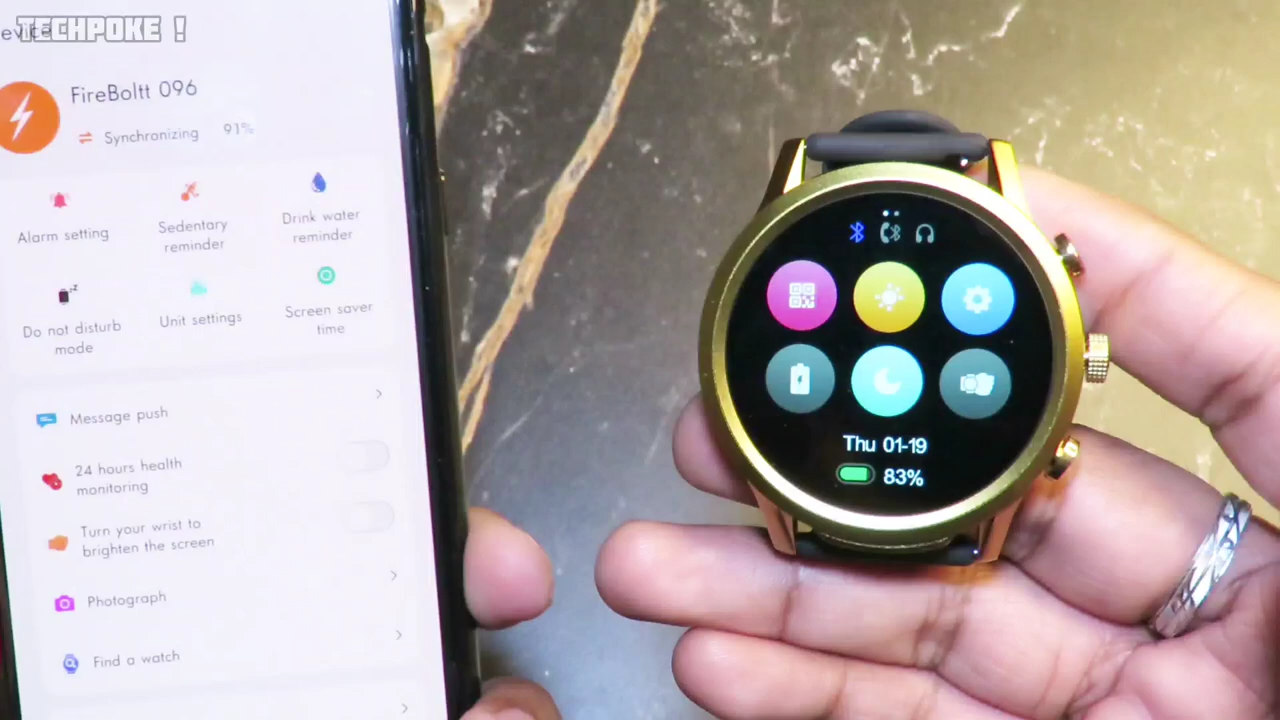 TECHPOKE !
FireBoltt 096
Synchronizing 91%
Alarm setting
Sedentary
reminder
Drink water
reminder
Do not disturb
mode
Unit settings
Screen saver
time
Message push
24 hours health
monitoring
Turn your wrist to
brighten the screen
Photograph
Find a watch
Thu 01-19
83%